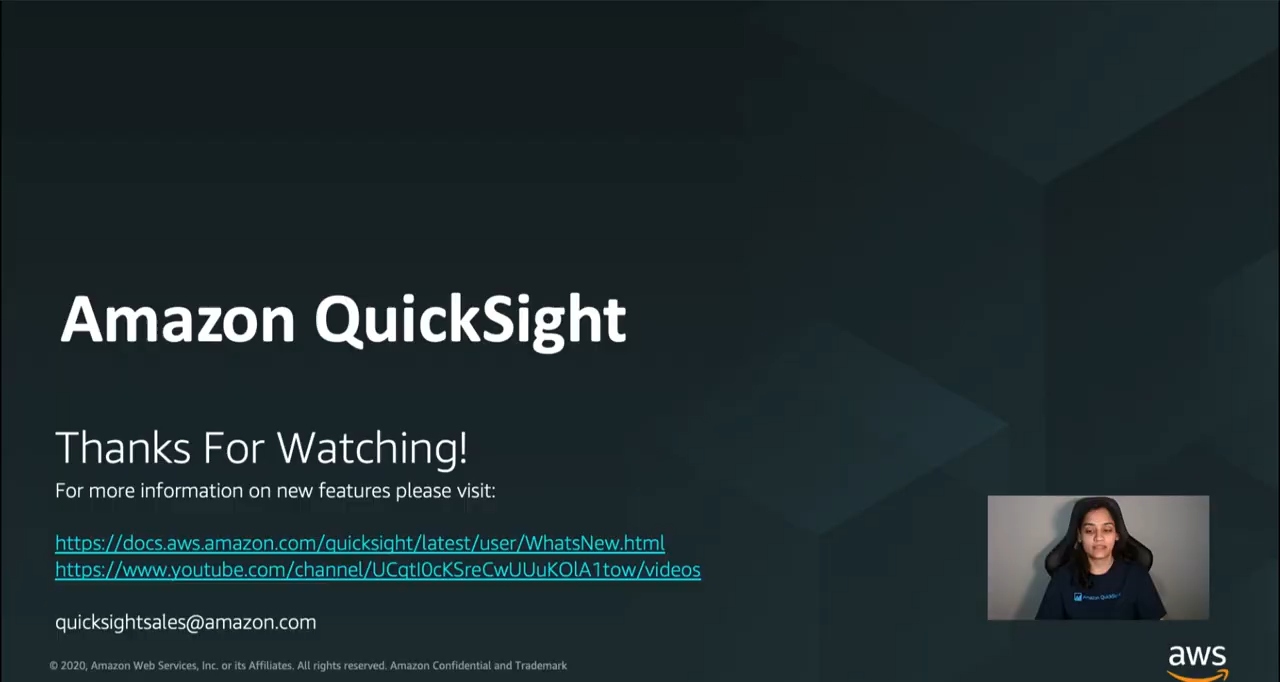 Amazon QuickSight
Thanks For Watching!
For more information on new features please visit:
https://docs.aws.amazon.com/quicksight/latest/user/WhatsNew.html
https://www.youtube.com/channel/UCqtI0cKSreCwUUuKOlA1tow/videos
quicksightsales@amazon.com
Amazon QuickSight
© 2020, Amazon Web Services, Inc. or its Affiliates. All rights reserved. Amazon Confidential and Trademark
aws